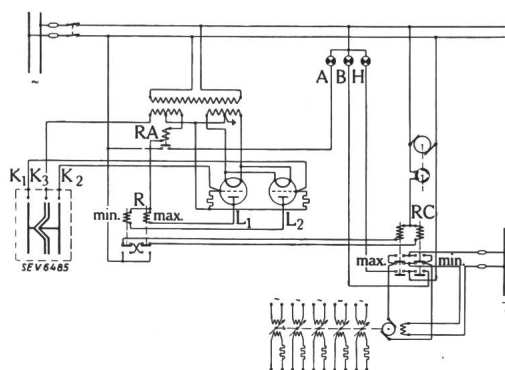 A B H
RA
K1 K3 K2
R
min. max. L1 L2
RC
max. min.
SEV 6485